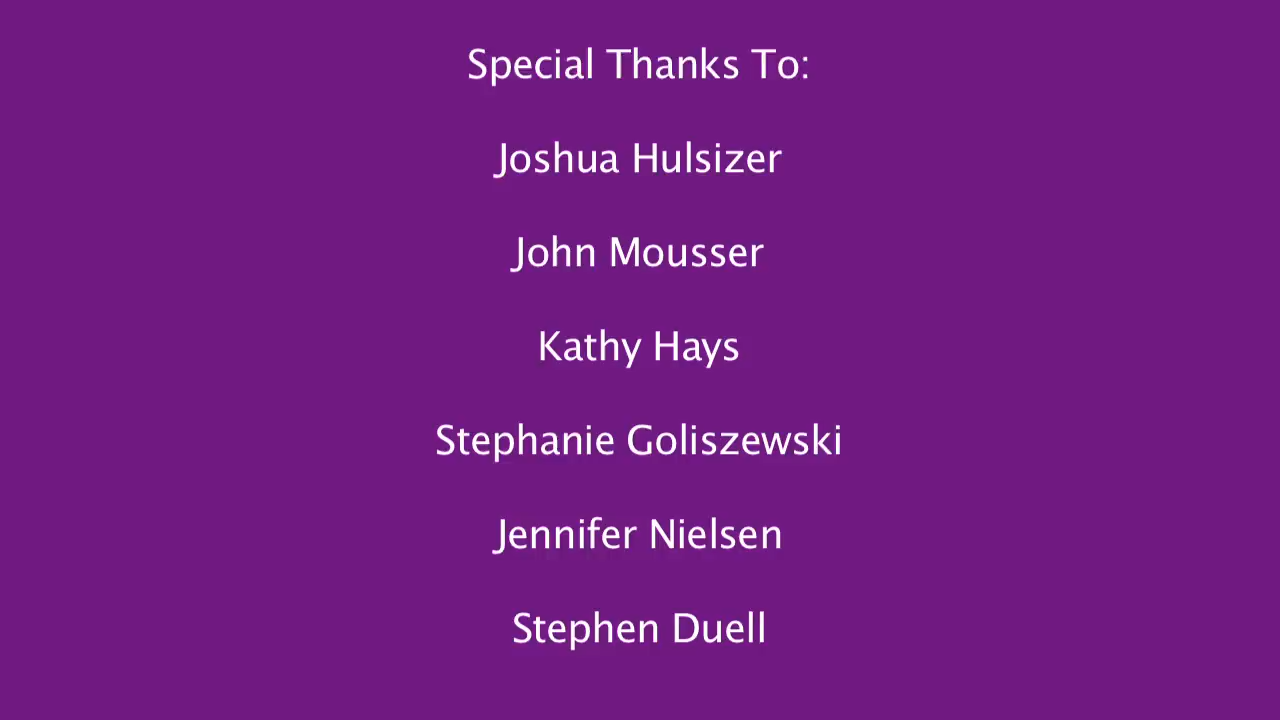 Special Thanks To:
Joshua Hulsizer
John Mousser
Kathy Hays
Stephanie Goliszewski
Jennifer Nielsen
Stephen Duell